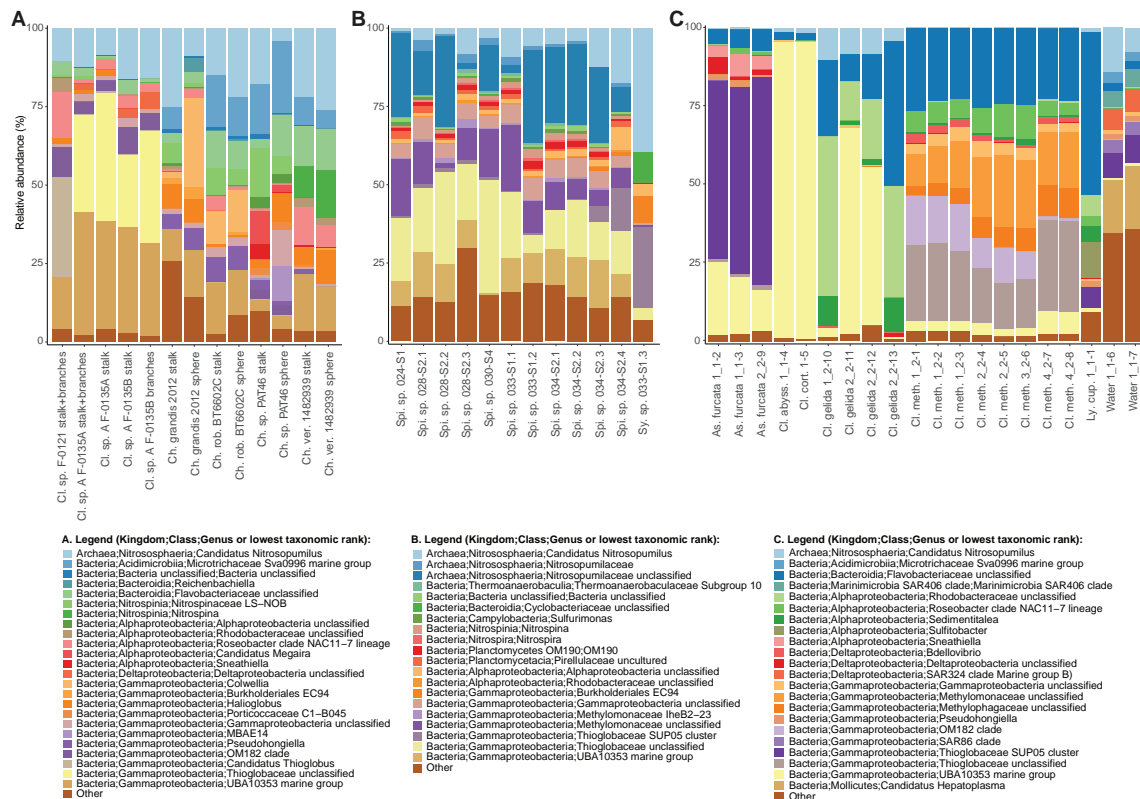 A
B
C
Relative abundance (%)
100
75
50
25
0
100
75
50
25
0
100
75
50
25
0
Cl. sp. F-0121 stalk+branches
Cl. sp. A F-0135A stalk+branches
Cl. sp. A F-0135A stalk
Cl. sp. A F-0135B stalk
Cl. sp. A F-0135B branches
Ch. grandis 2012 stalk
Ch. grandis 2012 sphere
Ch. rob. BT6602C stalk
Ch. rob. BT6602C sphere
Ch. sp. PAT46 stalk
Ch. sp. PAT46 sphere
Ch. ver. 1482939 stalk
Ch. ver. 1482939 sphere
Spi. sp. 024-S1
Spi. sp. 028-S2.1
Spi. sp. 028-S2.2
Spi. sp. 028-S2.3
Spi. sp. 030-S4
Spi. sp. 033-S1.1
Spi. sp. 033-S1.2
Spi. sp. 034-S2.1
Spi. sp. 034-S2.2
Spi. sp. 034-S2.3
Spi. sp. 034-S2.4
Sy. sp. 033-S1.3
As. furcata 1_1-2
As. furcata 1_1-3
As. furcata 2_2-9
Cl. abyss. 1_1-4
Cl. cort. 1-5
Cl. gelida 1_2-10
Cl. gelida 2_2-11
Cl. gelida 2_2-12
Cl. gelida 2_2-13
Cl. meth. 1_2-1
Cl. meth. 1_2-2
Cl. meth. 1_2-3
Cl. meth. 2_2-4
Cl. meth. 2_2-5
Cl. meth. 3_2-6
Cl. meth. 4_2-7
Cl. meth. 4_2-8
Ly. cup. 1_1-1
Water 1_1-6
Water 1_1-7
A. Legend (Kingdom;Class;Genus or lowest taxonomic rank):
Archaea;Nitrososphaeria;Candidatus Nitrosopumilus
Bacteria;Acidimicrobiia;Microtrichaceae Sva0996 marine group
Bacteria;Bacteria unclassified;Bacteria unclassified
Bacteria;Bacteroidia;Reichenbachiella
Bacteria;Bacteroidia;Flavobacteriaceae unclassified
Bacteria;Nitrospinia;Nitrospinaceae LS−NOB
Bacteria;Nitrospinia;Nitrospina
Bacteria;Alphaproteobacteria;Alphaproteobacteria unclassified
Bacteria;Alphaproteobacteria;Rhodobacteraceae unclassified
Bacteria;Alphaproteobacteria;Roseobacter clade NAC11−7 lineage
Bacteria;Alphaproteobacteria;Candidatus Megaira
Bacteria;Alphaproteobacteria;Sneathiella
Bacteria;Deltaproteobacteria;Deltaproteobacteria unclassified
Bacteria;Gammaproteobacteria;Colwellia
Bacteria;Gammaproteobacteria;Burkholderiales EC94
Bacteria;Gammaproteobacteria;Halioglobus
Bacteria;Gammaproteobacteria;Porticoccaceae C1−B045
Bacteria;Gammaproteobacteria;Gammaproteobacteria unclassified
Bacteria;Gammaproteobacteria;MBAE14
Bacteria;Gammaproteobacteria;Pseudohongiella
Bacteria;Gammaproteobacteria;OM182 clade
Bacteria;Gammaproteobacteria;Candidatus Thioglobus
Bacteria;Gammaproteobacteria;Thioglobaceae unclassified
Bacteria;Gammaproteobacteria;UBA10353 marine group
Other
B. Legend (Kingdom;Class;Genus or lowest taxonomic rank):
Archaea;Nitrososphaeria;Candidatus Nitrosopumilus
Archaea;Nitrososphaeria;Nitrosopumilaceae
Archaea;Nitrososphaeria;Nitrosopumilaceae unclassified
Bacteria;Thermoanaerobaculia;Thermoanaerobaculaceae Subgroup 10
Bacteria;Bacteria unclassified;Bacteria unclassified
Bacteria;Bacteroidia;Cyclobacteriaceae unclassified
Bacteria;Campylobacteria;Sulfurimonas
Bacteria;Nitrospinia;Nitrospina
Bacteria;Nitrospira;Nitrospira
Bacteria;Planctomycetes OM190;OM190
Bacteria;Planctomycetacia;Pirellulaceae uncultured
Bacteria;Alphaproteobacteria;Alphaproteobacteria unclassified
Bacteria;Alphaproteobacteria;Rhodobacteraceae unclassified
Bacteria;Gammaproteobacteria;Burkholderiales EC94
Bacteria;Gammaproteobacteria;Gammaproteobacteria unclassified
Bacteria;Gammaproteobacteria;Methylomonaceae IheB2−23
Bacteria;Gammaproteobacteria;Methylomonaceae unclassified
Bacteria;Gammaproteobacteria;Thioglobaceae SUP05 cluster
Bacteria;Gammaproteobacteria;Thioglobaceae unclassified
Bacteria;Gammaproteobacteria;UBA10353 marine group
Other
C. Legend (Kingdom;Class;Genus or lowest taxonomic rank):
Archaea;Nitrososphaeria;Candidatus Nitrosopumilus
Bacteria;Acidimicrobiia;Microtrichaceae Sva0996 marine group
Bacteria;Bacteroidia;Flavobacteriaceae unclassified
Bacteria;Marinimicrobia SAR406 clade;Marinimicrobia SAR406 clade
Bacteria;Alphaproteobacteria;Rhodobacteraceae unclassified
Bacteria;Alphaproteobacteria;Roseobacter clade NAC11−7 lineage
Bacteria;Alphaproteobacteria;Sedimentitalea
Bacteria;Alphaproteobacteria;Sulfitobacter
Bacteria;Alphaproteobacteria;Sneathiella
Bacteria;Deltaproteobacteria;Bdellovibrio
Bacteria;Deltaproteobacteria;Deltaproteobacteria unclassified
Bacteria;Deltaproteobacteria;SAR324 clade Marine group B)
Bacteria;Gammaproteobacteria;Gammaproteobacteria unclassified
Bacteria;Gammaproteobacteria;Methylomonaceae unclassified
Bacteria;Gammaproteobacteria;Methylophagaceae unclassified
Bacteria;Gammaproteobacteria;Pseudohongiella
Bacteria;Gammaproteobacteria;OM182 clade
Bacteria;Gammaproteobacteria;SAR86 clade
Bacteria;Gammaproteobacteria;Thioglobaceae SUP05 cluster
Bacteria;Gammaproteobacteria;Thioglobaceae unclassified
Bacteria;Gammaproteobacteria;UBA10353 marine group
Bacteria;Mollicutes;Candidatus Hepatoplasma
Other